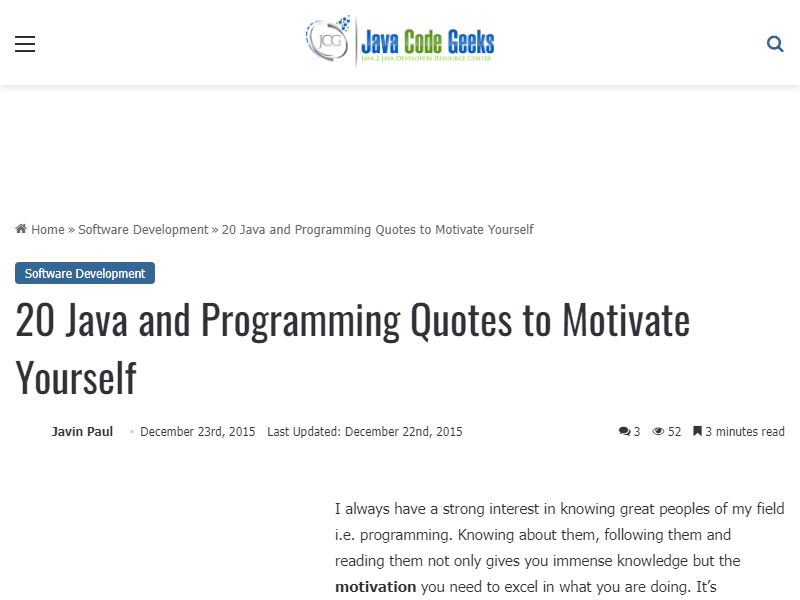 JCG
Java Code Geeks
JAVA 2 JAVA DEVELOPERS RESOURCE CENTER
Home » Software Development » 20 Java and Programming Quotes to Motivate Yourself
Software Development
20 Java and Programming Quotes to Motivate
Yourself
Javin Paul • December 23rd, 2015 Last Updated: December 22nd, 2015 3 52 3 minutes read
I always have a strong interest in knowing great peoples of my field
i.e. programming. Knowing about them, following them and
reading them not only gives you immense knowledge but the
motivation you need to excel in what you are doing. It’s